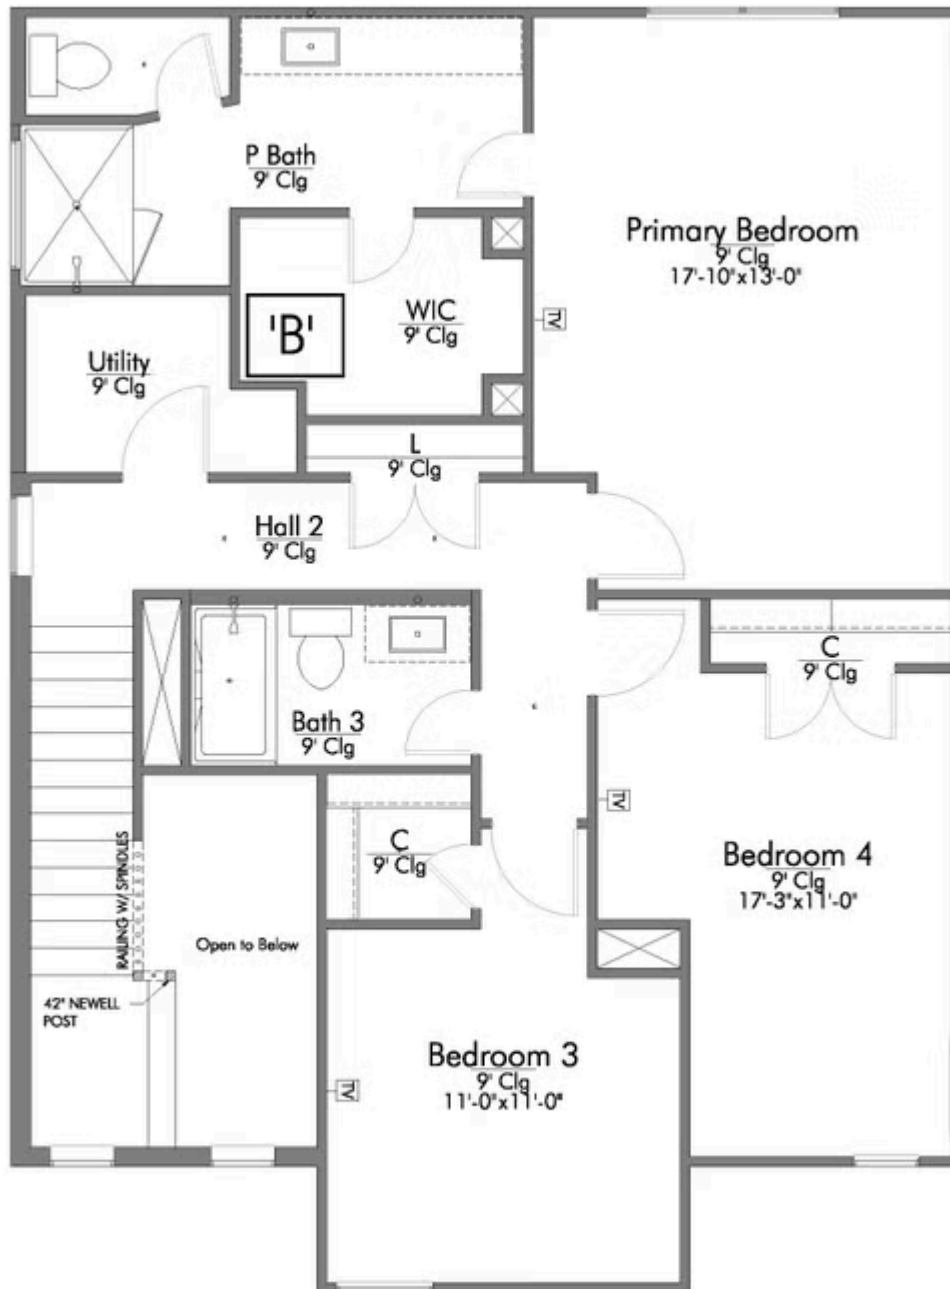 P Bath
9' Clg
Primary Bedroom
9' Clg
17'-10"x13'-0"
WIC
9' Clg
'B'
TV
Utility
9' Clg
L
9' Clg
Hall 2
9' Clg
C
9' Clg
Bath 3
9' Clg
TV
C
9' Clg
Bedroom 4
9' Clg
17'-3"x11'-0"
RAILING W/ SPINDLES
Open to Below
42" NEWELL
POST
Bedroom 3
9' Clg
11'-0"x11'-0"
TV